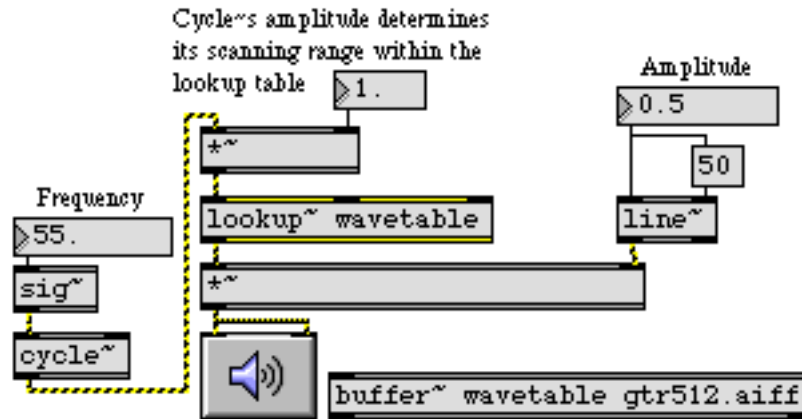 Cycle~s amplitude determines
its scanning range within the
lookup table
1.
Amplitude
0.5
*~
50
Frequency
lookup~ wavetable
line~
55.
*~
sig~
cycle~
buffer~ wavetable gtr512.aiff